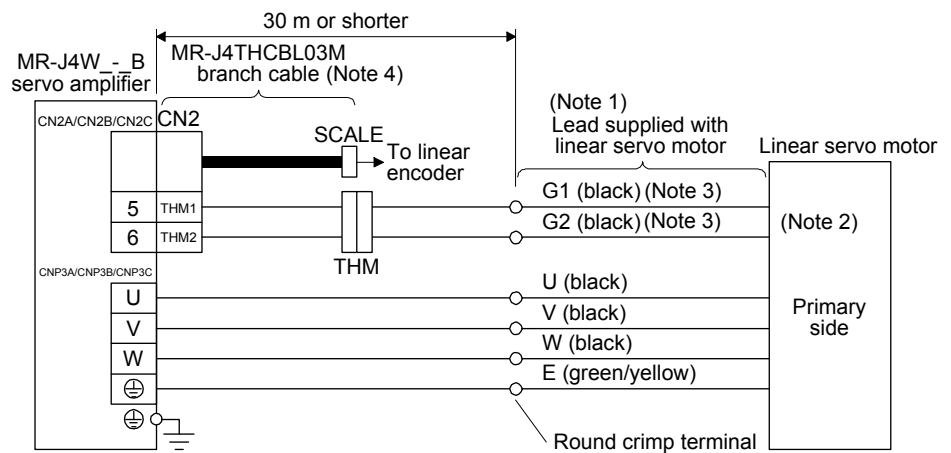 30 m or shorter
MR-J4W_-_B
servo amplifier
MR-J4THCBL03M
branch cable (Note 4)
CN2A/CN2B/CN2C
CN2
SCALE
To linear
encoder
(Note 1)
Lead supplied with
linear servo motor
Linear servo motor
G1 (black) (Note 3)
5
THM1
G2 (black) (Note 3)
6
THM2
(Note 2)
THM
CNP3A/CNP3B/CNP3C
U
U (black)
V
V (black)
W
W (black)
E (green/yellow)
Primary
side
Round crimp terminal